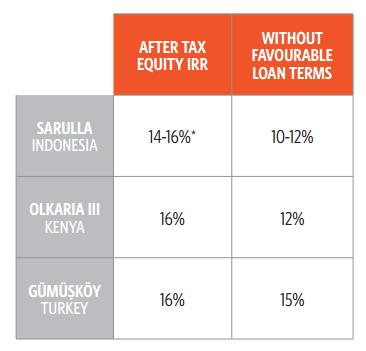 AFTER TAX
EQUITY IRR
WITHOUT
FAVOURABLE
LOAN TERMS
SARULLA
INDONESIA
14-16%*
10-12%
OLKARIA III
KENYA
16%
12%
GÜMÜŞKÖY
TURKEY
16%
15%